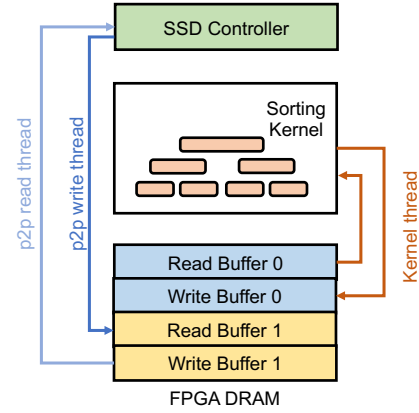 SSD Controller
Sorting
Kernel
p2p read thread
p2p write thread
Kernel thread
Read Buffer 0
Write Buffer 0
Read Buffer 1
Write Buffer 1
FPGA DRAM